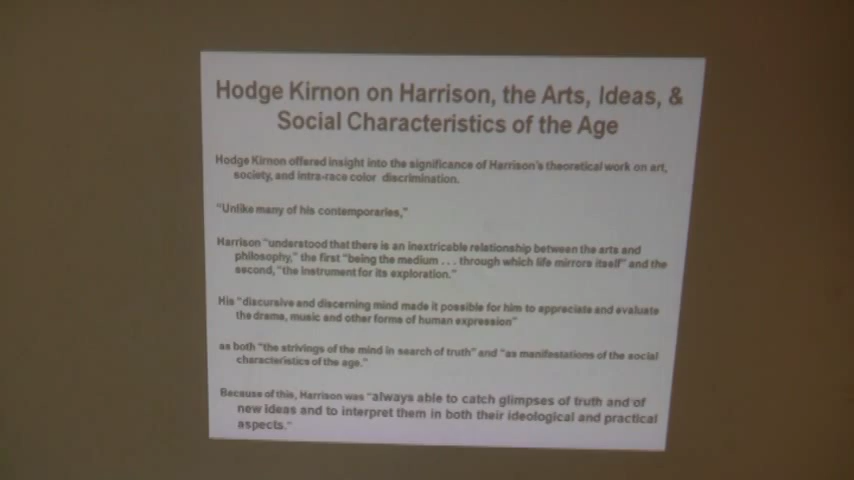 Hodge Kirnon on Harrison, the Arts, Ideas, &
Social Characteristics of the Age
Hodge Kirnon offered insight into the significance of Harrison's theoretical work on art,
society, and intra-race color discrimination.
"Unlike many of his contemporaries,"
Harrison "understood that there is an inextricable relationship between the arts and
philosophy," the first "being the medium . . . through which life mirrors itself" and the
second, "the instrument for its exploration."
His "discursive and discerning mind made it possible for him to appreciate and evaluate
the drama, music and other forms of human expression"
as both "the strivings of the mind in search of truth" and "as manifestations of the social
characteristics of the age."
Because of this, Harrison was "always able to catch glimpses of truth and of
new ideas and to interpret them in both their ideological and practical
aspects."